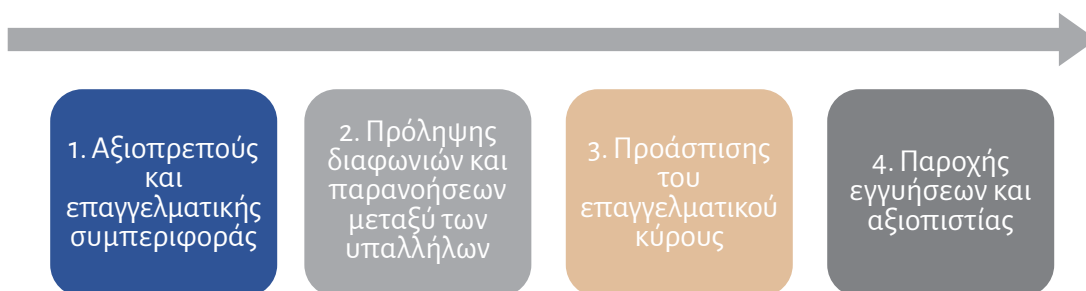 1. Αξιοπρεπούς
και
επαγγελματικής
συμπεριφοράς
2. Πρόληψης
διαφωνιών και
παρανοήσεων
μεταξύ των
υπαλλήλων
3. Προάσπισης
του
επαγγελματικού
κύρους
4. Παροχής
εγγυήσεων και
αξιοπιστίας